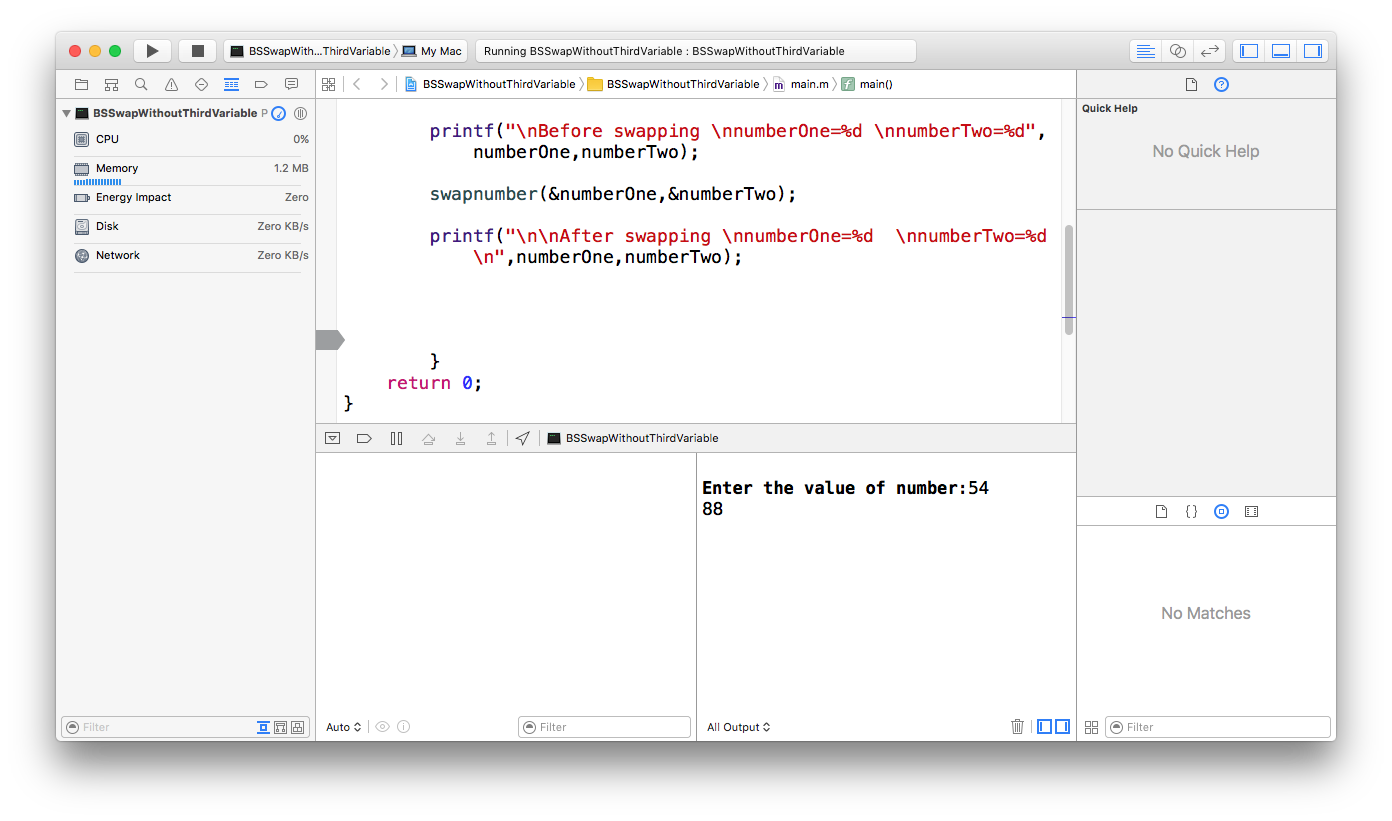 BSSwapWith...ThirdVariable My Mac Running BSSwapWithoutThirdVariable : BSSwapWithoutThirdVariable
BSSwapWithoutThirdVariable BSSwapWithoutThirdVariable main.m main()
BSSwapWithoutThirdVariable P
CPU 0%
Memory 1.2 MB
Energy Impact Zero
Disk Zero KB/s
Network Zero KB/s
Filter
printf("\nBefore swapping \nnumberOne=%d \nnumberTwo=%d",
numberOne,numberTwo);
swapnumber(&numberOne,&numberTwo);
printf("\n\nAfter swapping \nnumberOne=%d  \nnumberTwo=%d
\n",numberOne,numberTwo);
}
return 0;
}
BSSwapWithoutThirdVariable
Enter the value of number:54
88
Auto
Filter
All Output
Quick Help
No Quick Help
No Matches
Filter